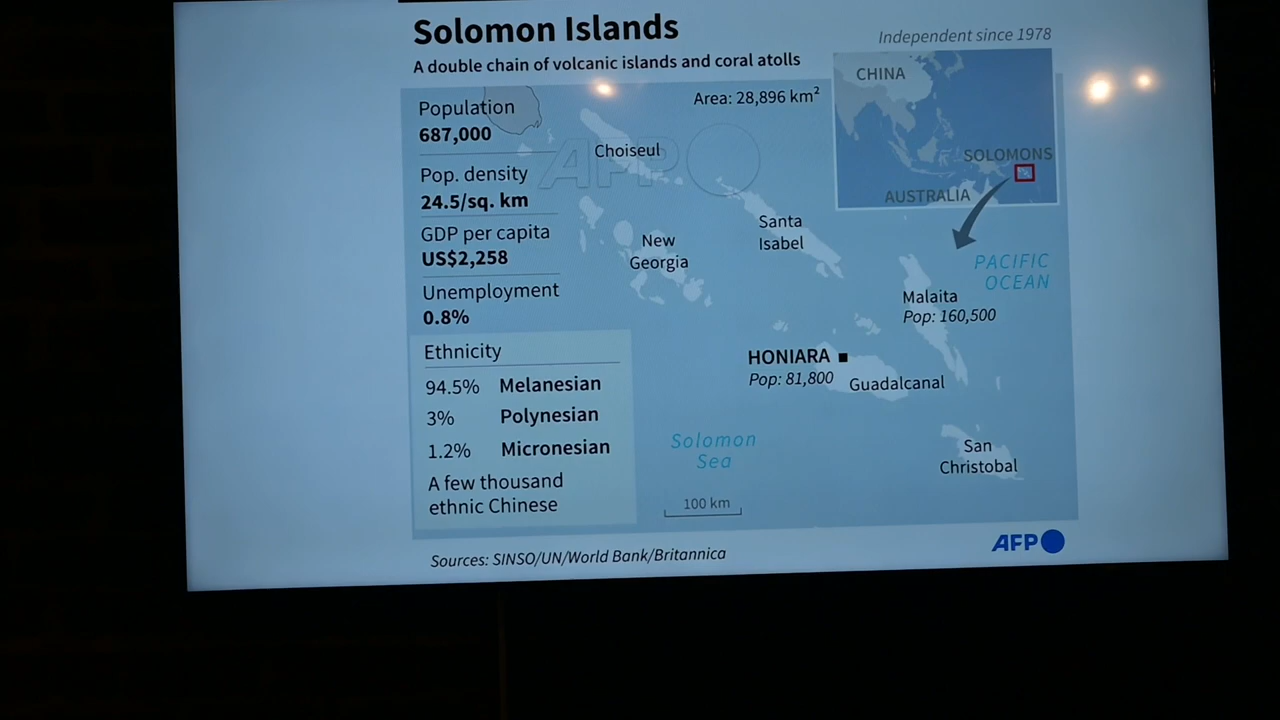 Solomon Islands
Independent since 1978
A double chain of volcanic islands and coral atolls
Population
687,000
Pop. density
24.5/sq. km
GDP per capita
US$2,258
Unemployment
0.8%
Ethnicity
94.5% Melanesian
3% Polynesian
1.2% Micronesian
A few thousand
ethnic Chinese
Area: 28,896 km²
AFP
Choiseul
New
Georgia
Santa
Isabel
Malaita
Pop: 160,500
HONIARA
Pop: 81,800
Guadalcanal
San
Christobal
Solomon
Sea
PACIFIC
OCEAN
100 km
CHINA
SOLOMONS
AUSTRALIA
Sources: SINSO/UN/World Bank/Britannica
AFP